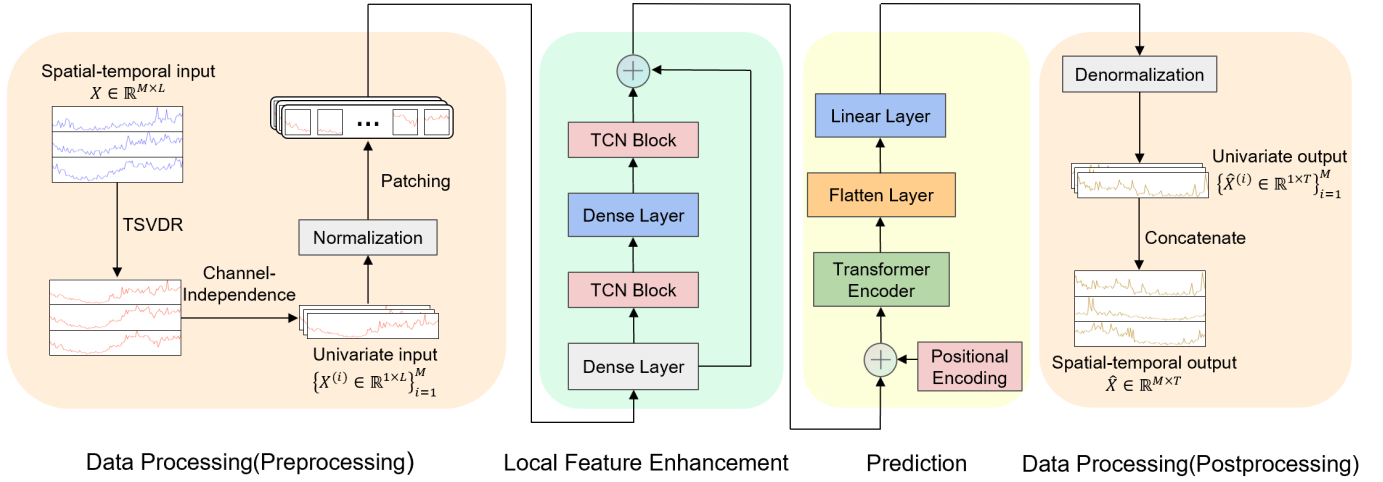 Spatial-temporal input
X ∈ ℝ^{M×L}
TSVDR
Channel-
Independence
Univariate input
{X^{(i)} ∈ ℝ^{1×L}}_{i=1}^{M}
Normalization
Patching
...
Data Processing(Preprocessing)
TCN Block
Dense Layer
TCN Block
Dense Layer
Local Feature Enhancement
Linear Layer
Flatten Layer
Transformer
Encoder
Positional
Encoding
Prediction
Denormalization
Univariate output
{X̂^{(i)} ∈ ℝ^{1×T}}_{i=1}^{M}
Concatenate
Spatial-temporal output
X̂ ∈ ℝ^{M×T}
Data Processing(Postprocessing)